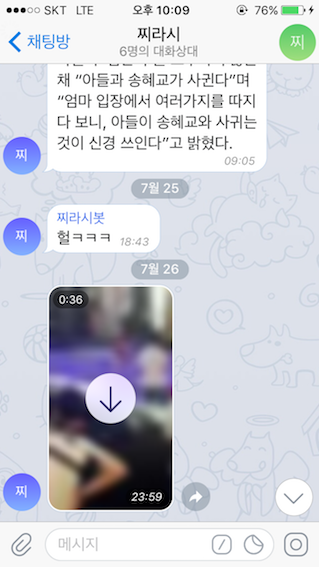 SKT LTE 오후 10:09 76%
채팅방
찌라시
6명의 대화상대
찌
채 “아들과 송혜교가 사귄다”며
“엄마 입장에서 여러가지를 따지
다 보니, 아들이 송혜교와 사귀는
것이 신경 쓰인다”고 밝혔다.
09:05
찌
7월 25
찌라시봇
헐ㅋㅋㅋ 18:43
찌
7월 26
0:36
23:59
찌
메시지